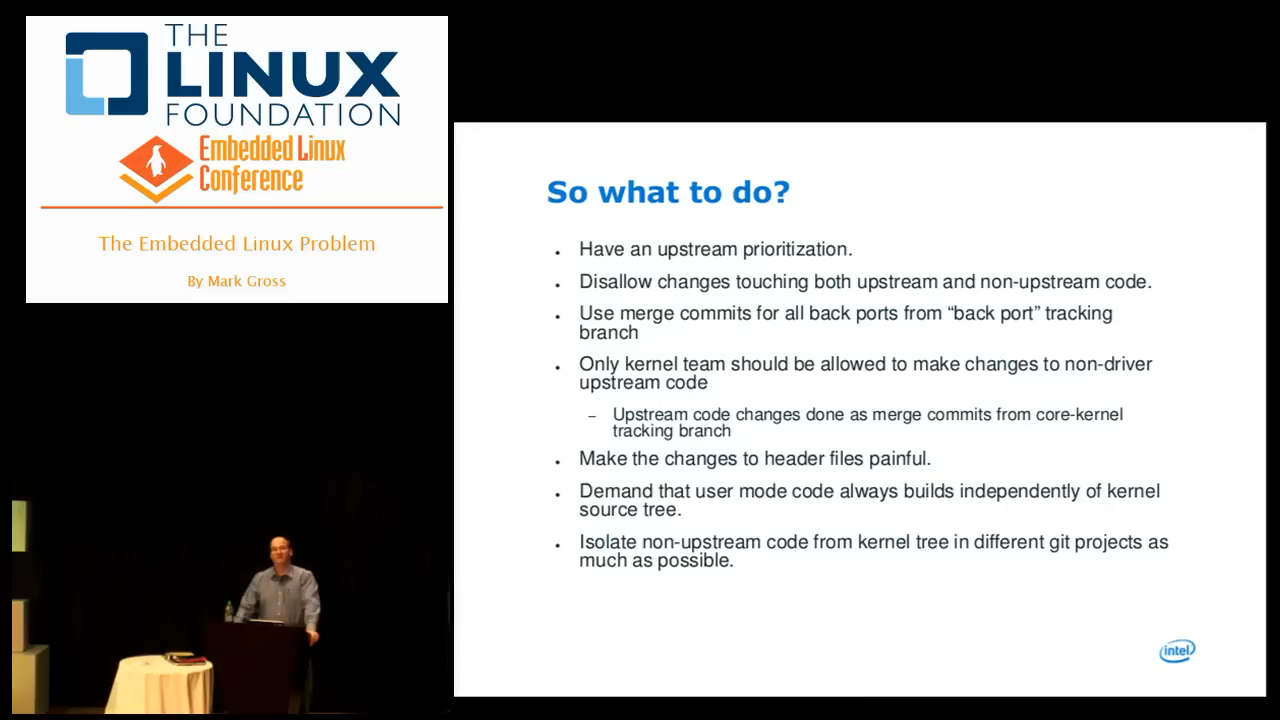 THE
LINUX
FOUNDATION
Embedded Linux
Conference
The Embedded Linux Problem
By Mark Gross
So what to do?
• Have an upstream prioritization.
• Disallow changes touching both upstream and non-upstream code.
• Use merge commits for all back ports from “back port” tracking
branch
• Only kernel team should be allowed to make changes to non-driver
upstream code
– Upstream code changes done as merge commits from core-kernel
tracking branch
• Make the changes to header files painful.
• Demand that user mode code always builds independently of kernel
source tree.
• Isolate non-upstream code from kernel tree in different git projects as
much as possible.
intel